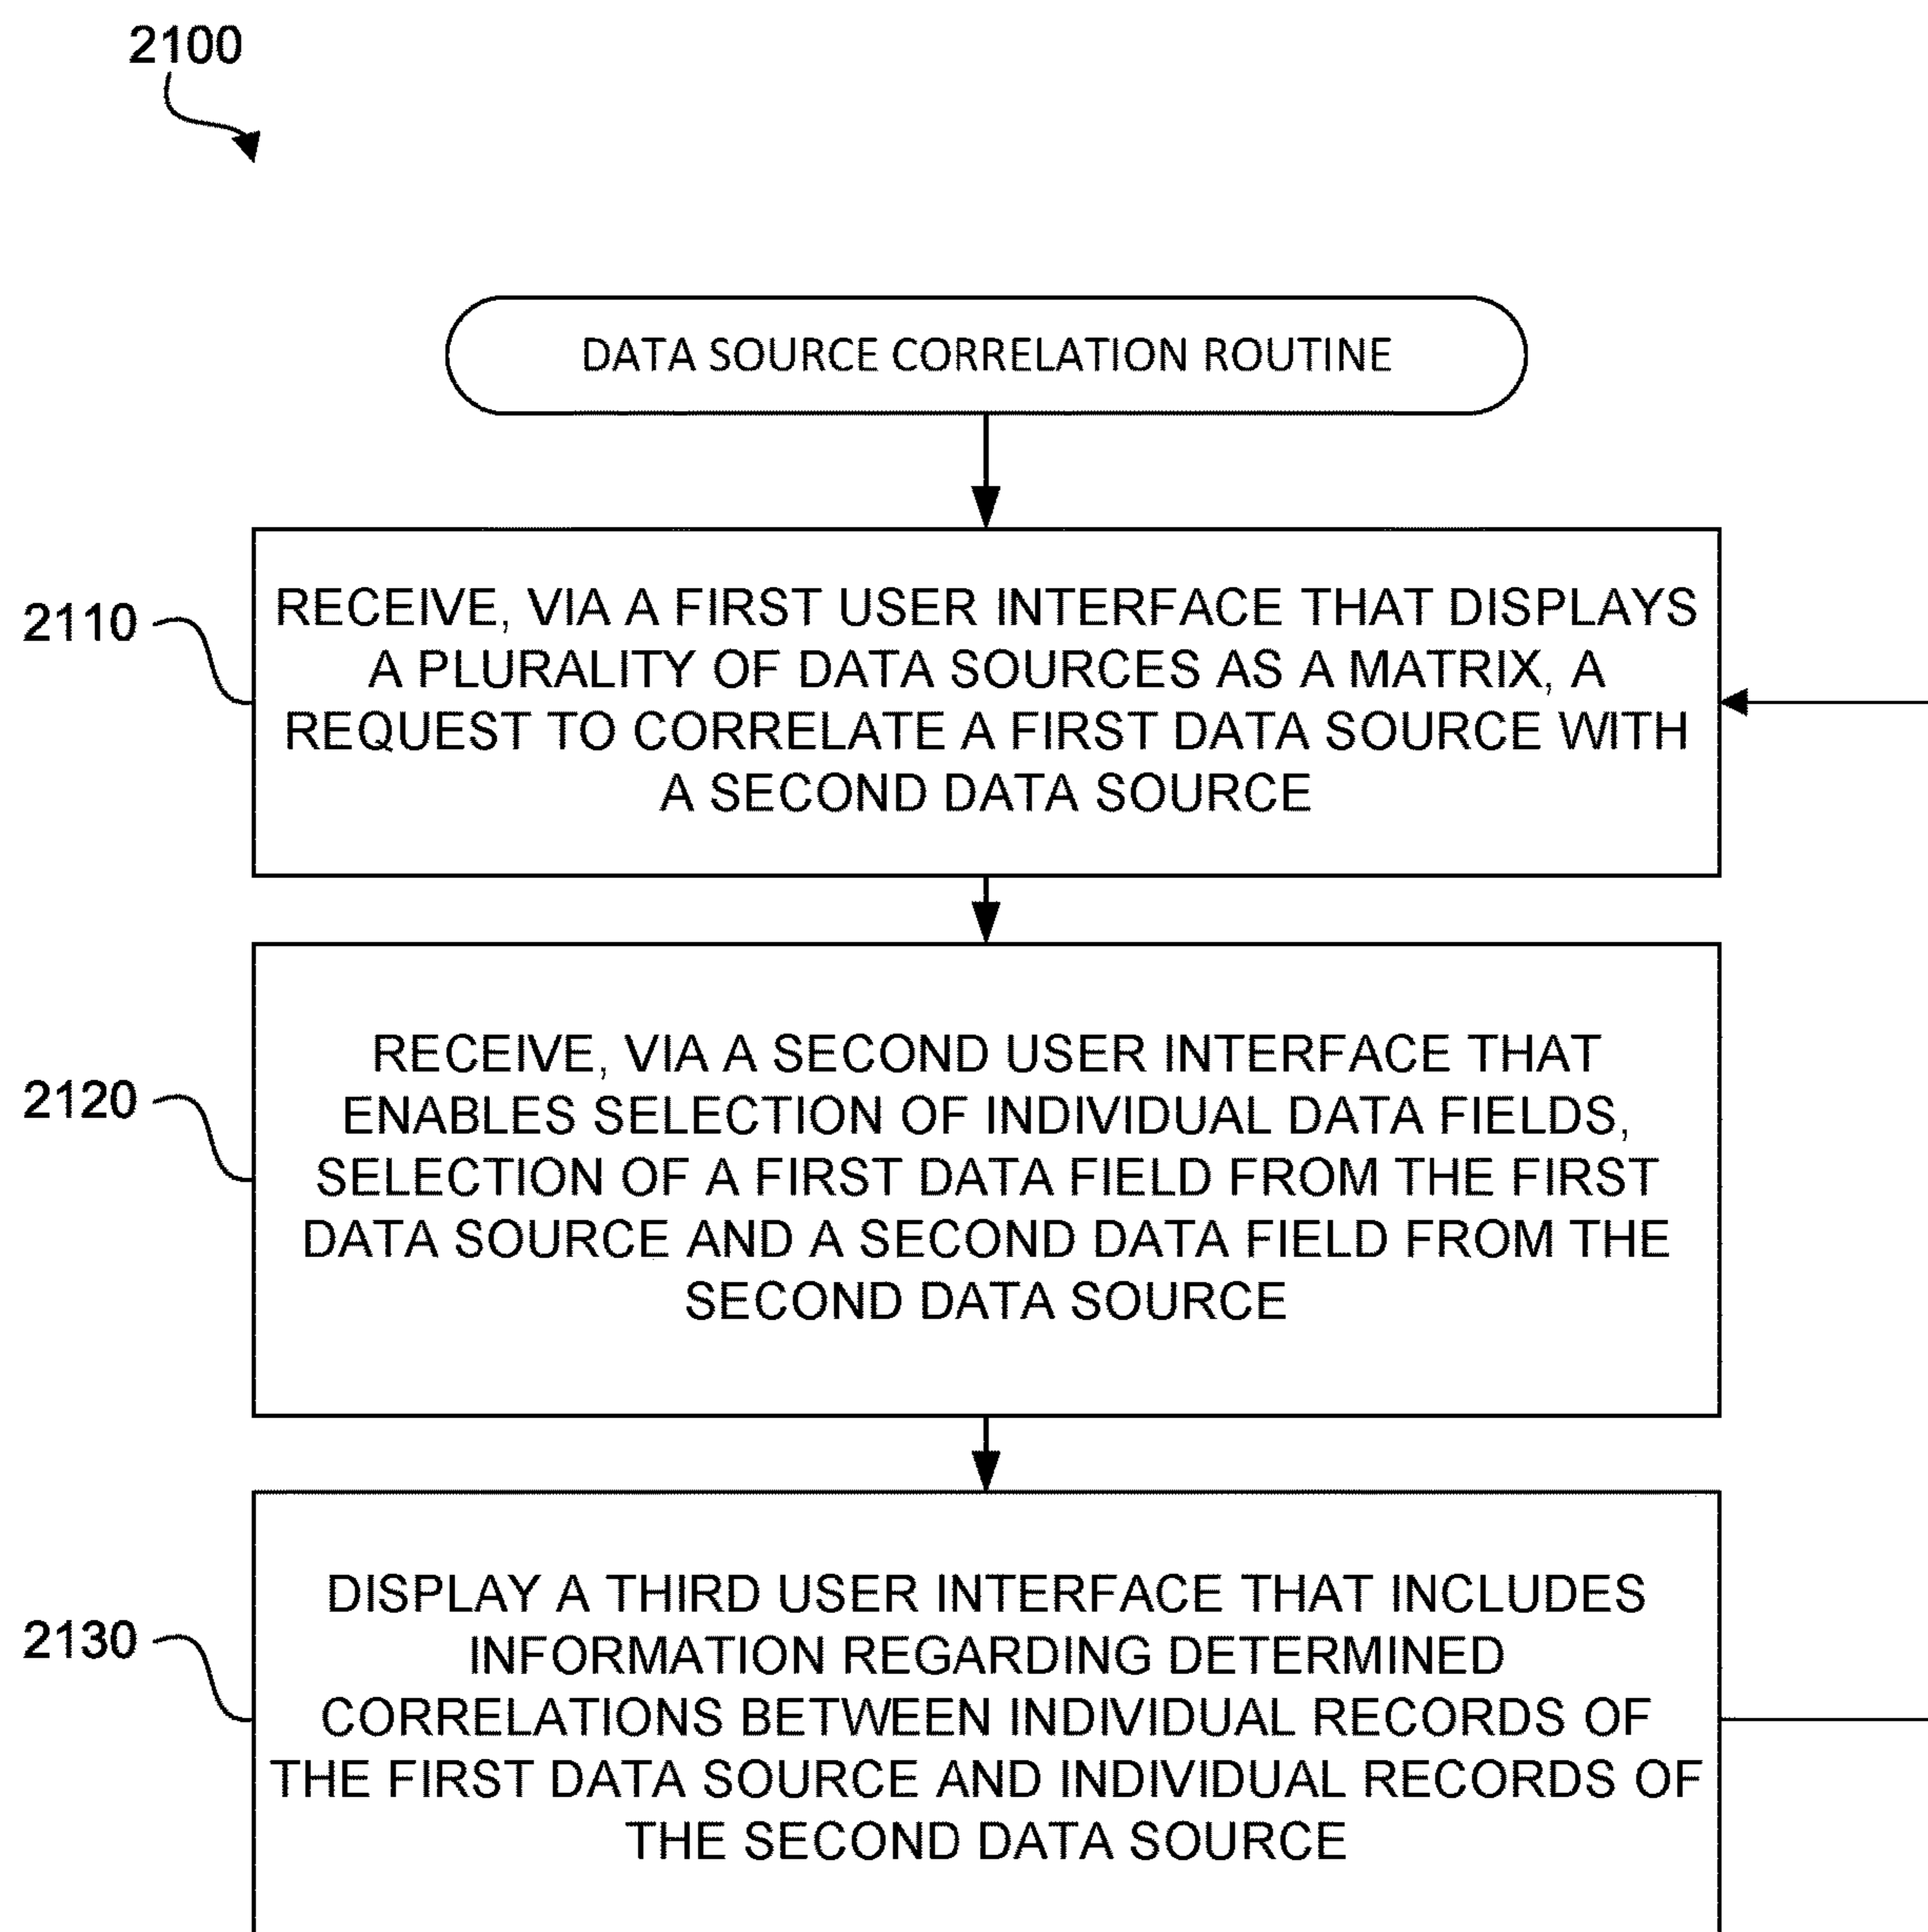 2100
DATA SOURCE CORRELATION ROUTINE
2110
RECEIVE, VIA A FIRST USER INTERFACE THAT DISPLAYS
A PLURALITY OF DATA SOURCES AS A MATRIX, A
REQUEST TO CORRELATE A FIRST DATA SOURCE WITH
A SECOND DATA SOURCE
2120
RECEIVE, VIA A SECOND USER INTERFACE THAT
ENABLES SELECTION OF INDIVIDUAL DATA FIELDS,
SELECTION OF A FIRST DATA FIELD FROM THE FIRST
DATA SOURCE AND A SECOND DATA FIELD FROM THE
SECOND DATA SOURCE
2130
DISPLAY A THIRD USER INTERFACE THAT INCLUDES
INFORMATION REGARDING DETERMINED
CORRELATIONS BETWEEN INDIVIDUAL RECORDS OF
THE FIRST DATA SOURCE AND INDIVIDUAL RECORDS OF
THE SECOND DATA SOURCE